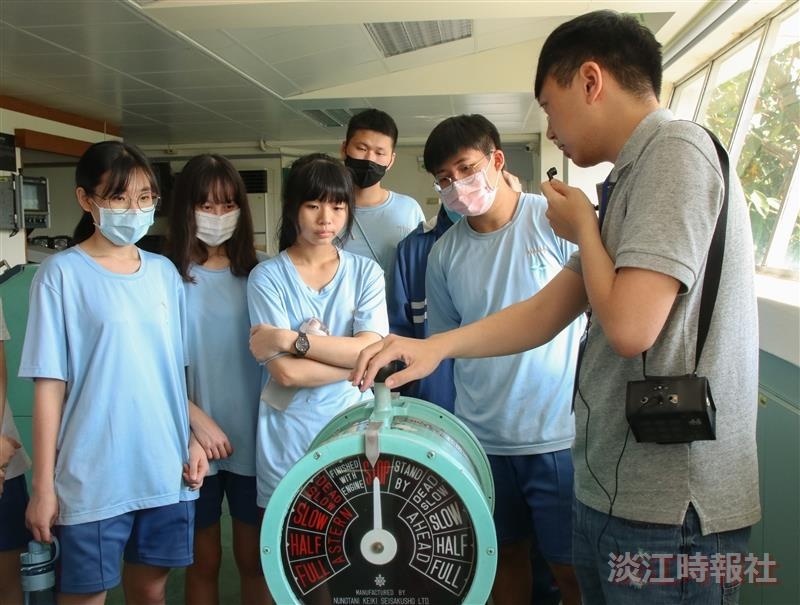 FINISHED
WITH
ENGINE
STOP
STAND
BY
DEAD
SLOW
DEAD
SLOW
SLOW
SLOW
HALF
HALF
FULL
FULL
ASTERN
AHEAD
MANUFACTURED BY
NUNOTANI KEIKI SEISAKUSHO LTD
淡江時報社